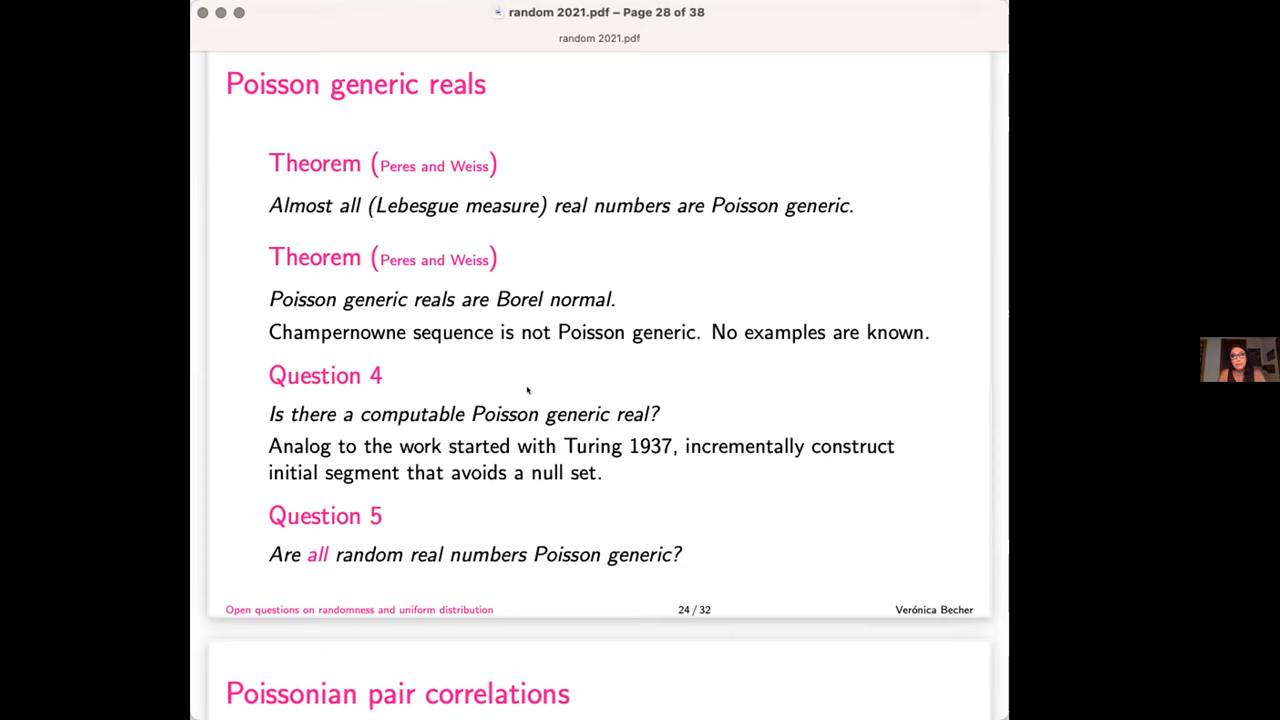 random 2021.pdf – Page 28 of 38
random 2021.pdf
Poisson generic reals
Theorem (Peres and Weiss)
Almost all (Lebesgue measure) real numbers are Poisson generic.
Theorem (Peres and Weiss)
Poisson generic reals are Borel normal.
Champernowne sequence is not Poisson generic. No examples are known.
Question 4
Is there a computable Poisson generic real?
Analog to the work started with Turing 1937, incrementally construct
initial segment that avoids a null set.
Question 5
Are all random real numbers Poisson generic?
Open questions on randomness and uniform distribution 24 / 32 Verónica Becher
Poissonian pair correlations